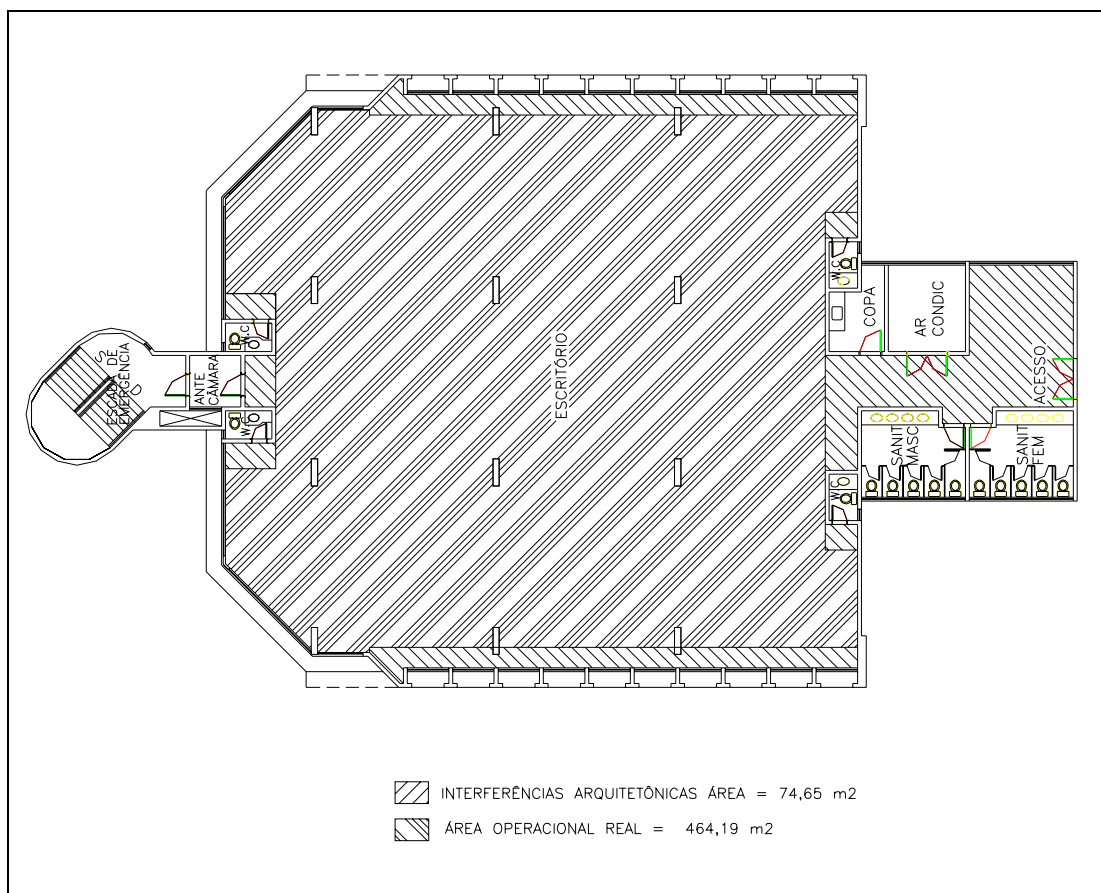 ESCADA DE
EMERGÊNCIA
S
S
ANTE
CÂMARA
W.C
W.C
ESCRITÓRIO
W.C
W.C
COPA
AR
CONDIC
ACESSO
SANIT
MASC
SANIT
FEM
INTERFERÊNCIAS ARQUITETÔNICAS ÁREA = 74,65 m2
ÁREA OPERACIONAL REAL = 464,19 m2